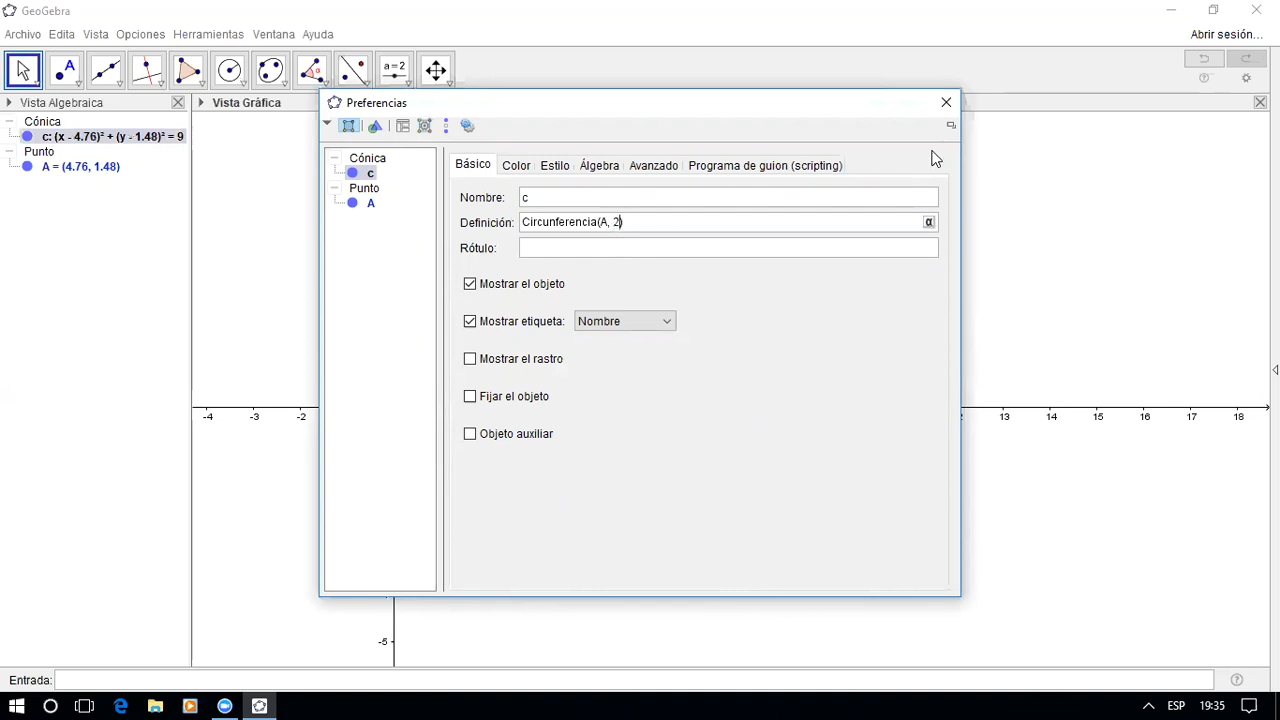 GeoGebra
Archivo Edita Vista Opciones Herramientas Ventana Ayuda
Abrir sesión...
A
a=2
Vista Algebraica
Vista Gráfica
Cónica
c: (x - 4.76)² + (y - 1.48)² = 9
Punto
A = (4.76, 1.48)
Preferencias
Cónica
c
Punto
A
Básico Color Estilo Álgebra Avanzado Programa de guion (scripting)
Nombre: c
Definición: Circunferencia(A, 2)
α
Rótulo:
Mostrar el objeto
Mostrar etiqueta: Nombre
Mostrar el rastro
Fijar el objeto
Objeto auxiliar
-4 -3 -2 13 14 15 16 17 18
-5
Entrada:
ESP 19:35